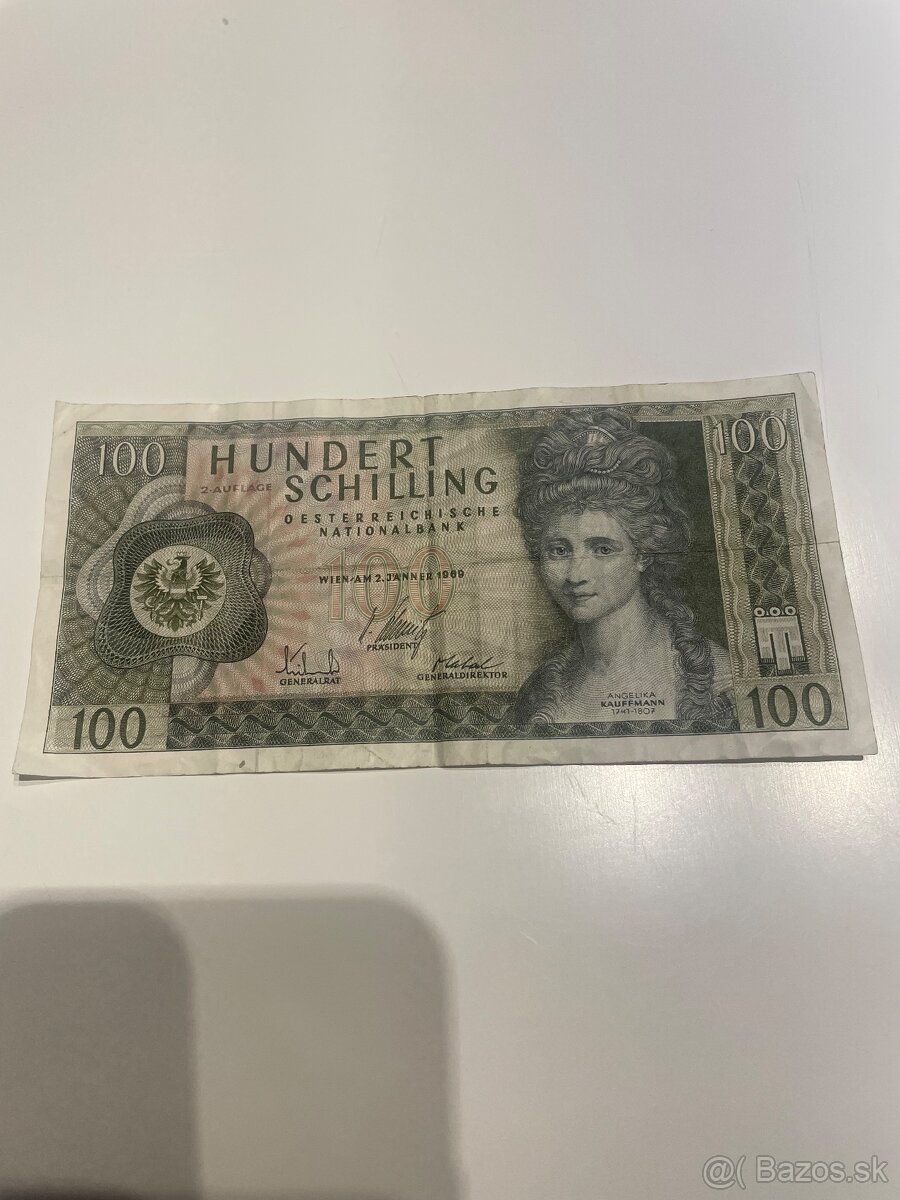 100
HUNDERT
2. AUFLAGE SCHILLING
OESTERREICHISCHE
NATIONALBANK
100
WIEN, AM 2. JÄNNER 1969
PRÄSIDENT
GENERALRAT
GENERALDIREKTOR
ANGELIKA
KAUFFMANN
1741-1807
100
100
100
@( Bazos.sk